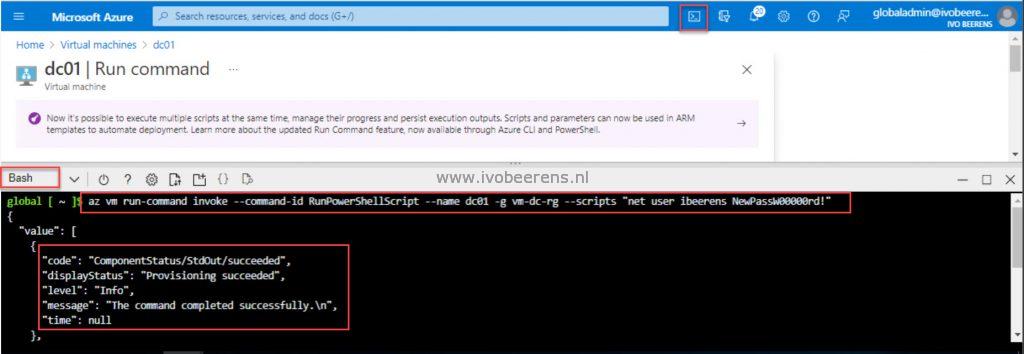 Microsoft Azure
Search resources, services, and docs (G+/)
20
globaladmin@ivobeere...
IVO BEERENS
Home > Virtual machines > dc01
dc01 | Run command ...
Virtual machine
Now it's possible to execute multiple scripts at the same time, manage their progress and persist execution outputs. Scripts and parameters can now be used in ARM
templates to automate deployment. Learn more about the updated Run Command feature, now available through Azure CLI and PowerShell.
Bash
www.ivobeerens.nl
global [ ~ ]$ az vm run-command invoke --command-id RunPowerShellScript --name dc01 -g vm-dc-rg --scripts "net user ibeerens NewPassW00000rd!"
{
"value": [
{
"code": "ComponentStatus/StdOut/succeeded",
"displayStatus": "Provisioning succeeded",
"level": "Info",
"message": "The command completed successfully.\n",
"time": null
},